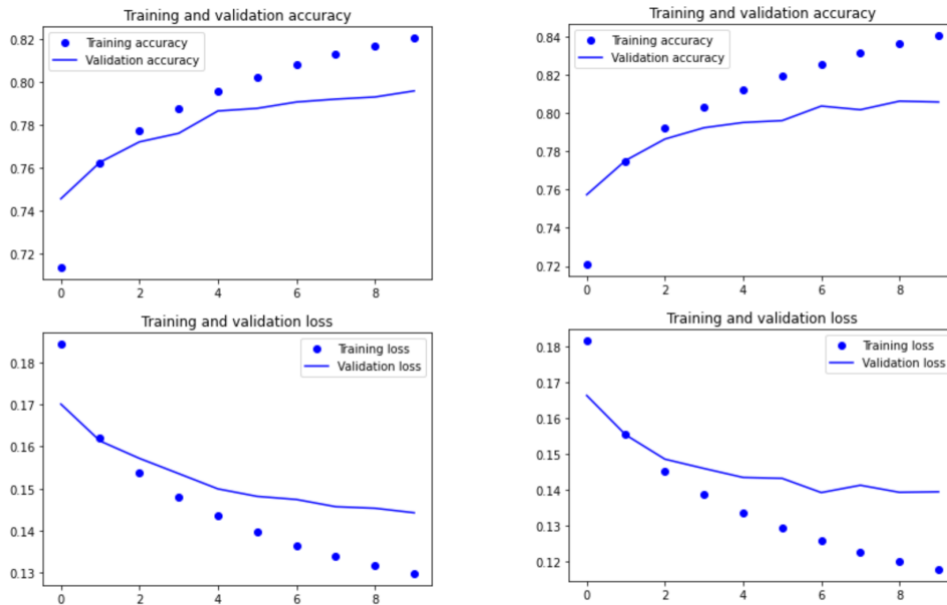 Training and validation accuracy
Training accuracy
Validation accuracy
0.82
0.80
0.78
0.76
0.74
0.72
0 2 4 6 8
Training and validation accuracy
Training accuracy
Validation accuracy
0.84
0.82
0.80
0.78
0.76
0.74
0.72
0 2 4 6 8
Training and validation loss
Training loss
Validation loss
0.18
0.17
0.16
0.15
0.14
0.13
0 2 4 6 8
Training and validation loss
Training loss
Validation loss
0.18
0.17
0.16
0.15
0.14
0.13
0.12
0 2 4 6 8